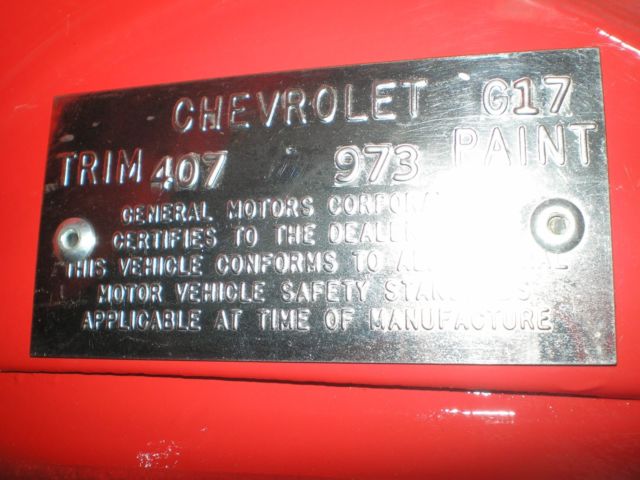 CHEVROLET G17
TRIM 407 973 PAINT
GENERAL MOTORS
CERTIFIES TO THE
THIS VEHICLE CONFORMS TO
MOTOR VEHICLE SAFETY
APPLICABLE AT TIME OF MANUFACTURE